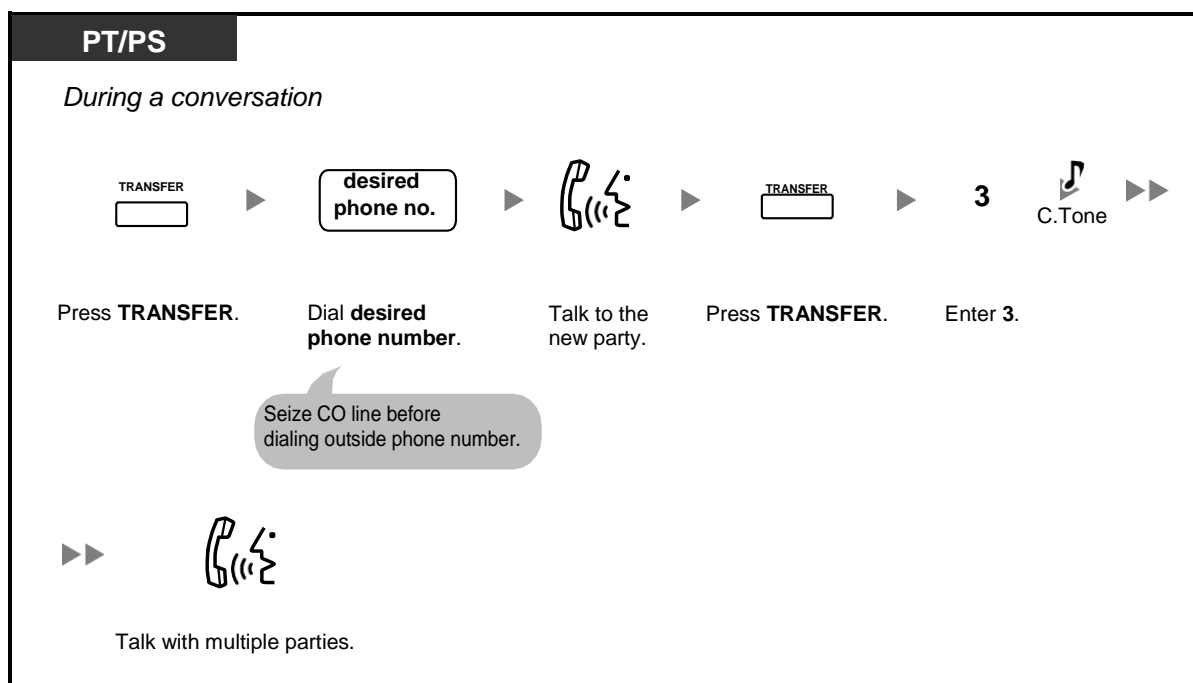 PT/PS
During a conversation
TRANSFER
desired
phone no.
TRANSFER
3
C.Tone
Press TRANSFER.
Dial desired
phone number.
Talk to the
new party.
Press TRANSFER.
Enter 3.
Seize CO line before
dialing outside phone number.
Talk with multiple parties.